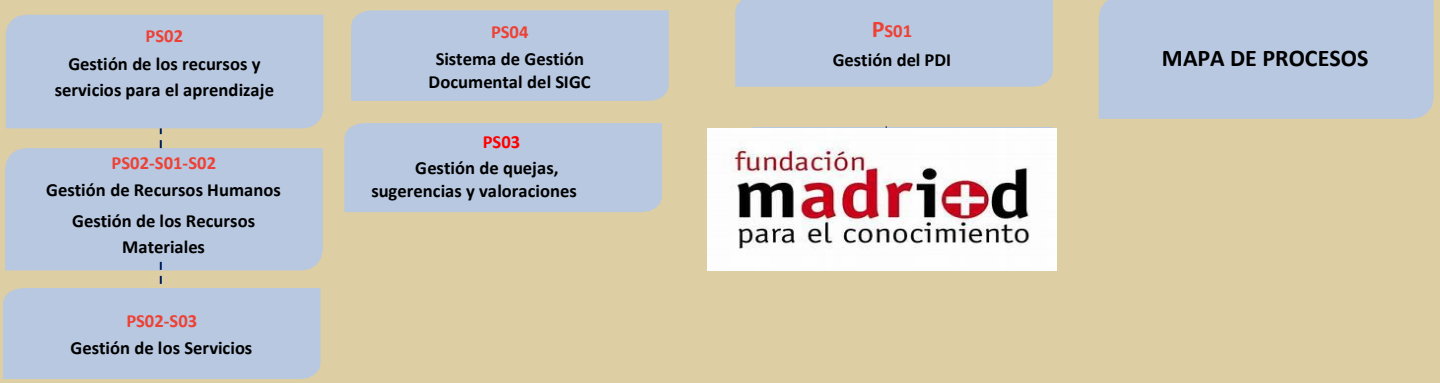 PS02
Gestión de los recursos y
servicios para el aprendizaje
PS02-S01-S02
Gestión de Recursos Humanos
Gestión de los Recursos
Materiales
PS02-S03
Gestión de los Servicios
PS04
Sistema de Gestión
Documental del SIGC
PS03
Gestión de quejas,
sugerencias y valoraciones
PS01
Gestión del PDI
fundación
madri+d
para el conocimiento
MAPA DE PROCESOS